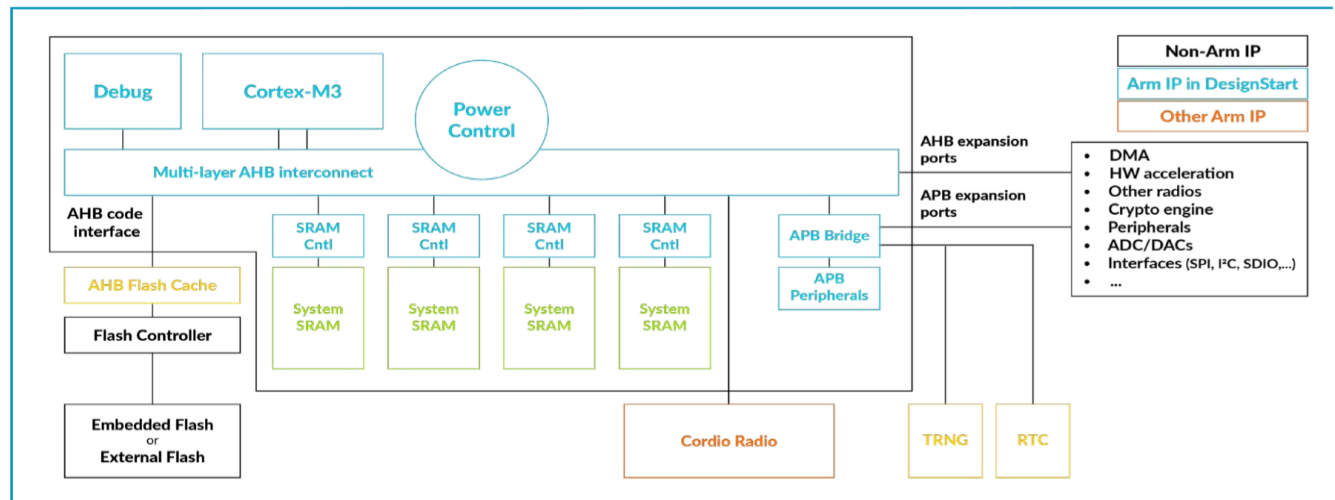 Debug
Cortex-M3
Power
Control
Multi-layer AHB interconnect
AHB code
interface
SRAM
Cntl
SRAM
Cntl
SRAM
Cntl
SRAM
Cntl
APB Bridge
APB
Peripherals
System
SRAM
System
SRAM
System
SRAM
System
SRAM
AHB Flash Cache
Flash Controller
Embedded Flash
or
External Flash
Cordio Radio
TRNG
RTC
AHB expansion
ports
APB expansion
ports
Non-Arm IP
Arm IP in DesignStart
Other Arm IP
• DMA
• HW acceleration
• Other radios
• Crypto engine
• Peripherals
• ADC/DACs
• Interfaces (SPI, I²C, SDIO,...)
• ...